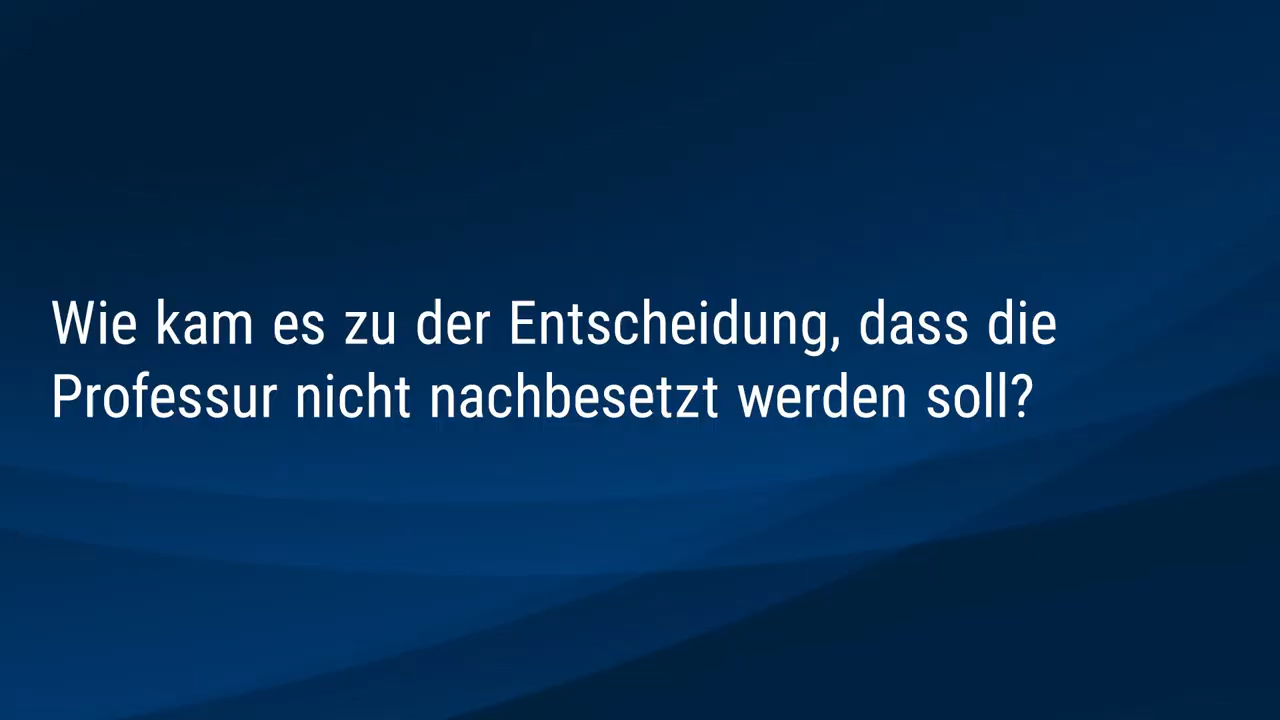 Wie kam es zu der Entscheidung, dass die
Professur nicht nachbesetzt werden soll?